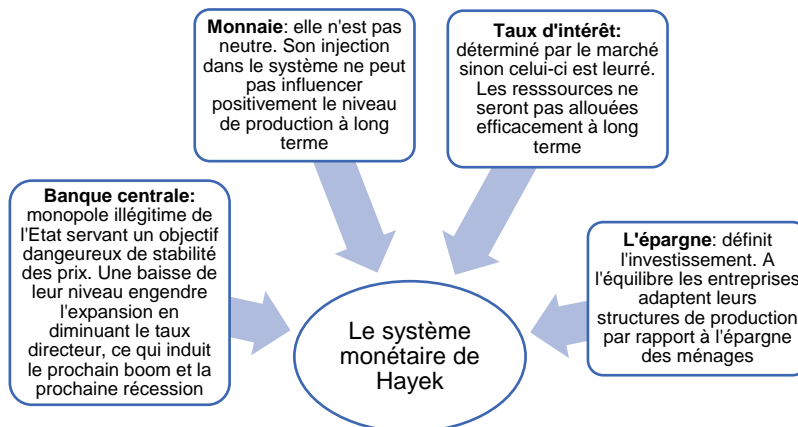 Monnaie: elle n'est pas
neutre. Son injection
dans le système ne peut
pas influencer
positivement le niveau
de production à long
terme
Taux d'intérêt:
déterminé par le marché
sinon celui-ci est leurré.
Les resssources ne
seront pas allouées
efficacement à long
terme
Banque centrale:
monopole illégitime de
l'Etat servant un objectif
dangeureux de stabilité
des prix. Une baisse de
leur niveau engendre
l'expansion en
diminuant le taux
directeur, ce qui induit
le prochain boom et la
prochaine récession
L'épargne: définit
l'investissement. A
l'équilibre les entreprises
adaptent leurs
structures de production
par rapport à l'épargne
des ménages
Le système
monétaire de
Hayek